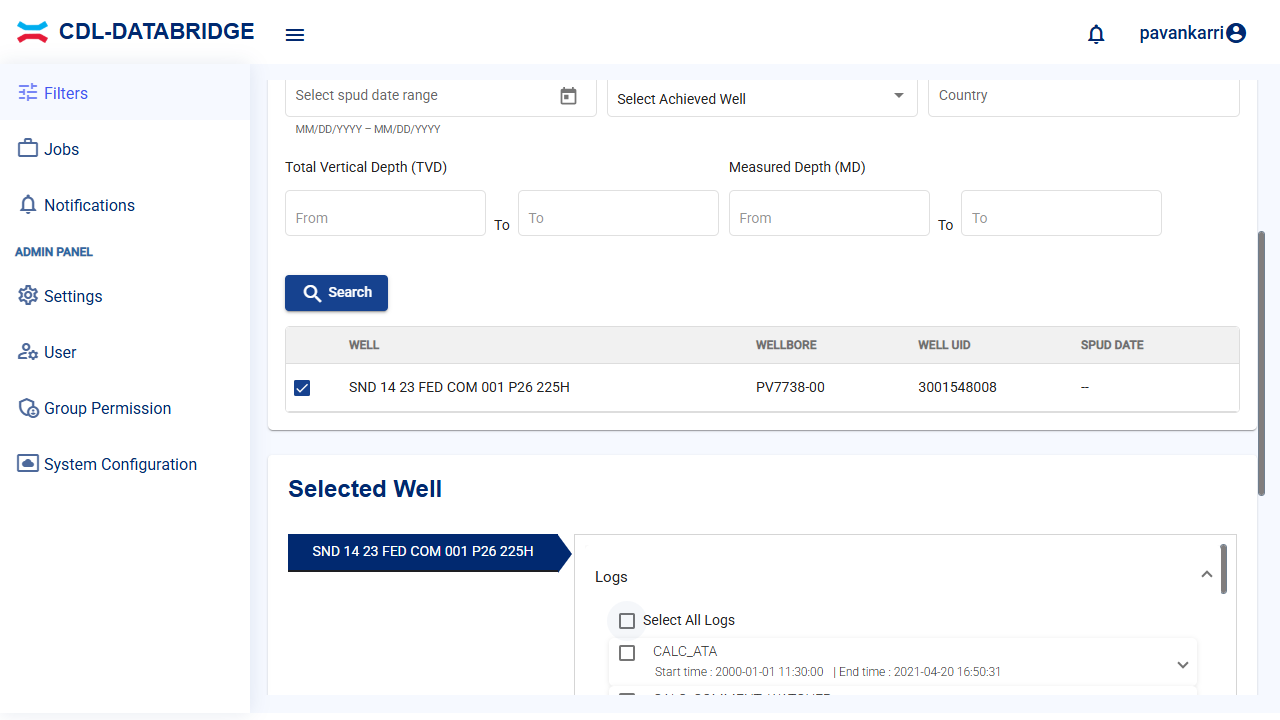 CDL-DATABRIDGE
pavankarri
Filters
Jobs
Notifications
ADMIN PANEL
Settings
User
Group Permission
System Configuration
Select spud date range
Select Achieved Well
Country
MM/DD/YYYY – MM/DD/YYYY
Total Vertical Depth (TVD)
Measured Depth (MD)
From
To
To
From
To
To
Search
WELL WELLBORE WELL UID SPUD DATE
SND 14 23 FED COM 001 P26 225H PV7738-00 3001548008 --
Selected Well
SND 14 23 FED COM 001 P26 225H
Logs
Select All Logs
CALC_ATA
Start time : 2000-01-01 11:30:00 | End time : 2021-04-20 16:50:31